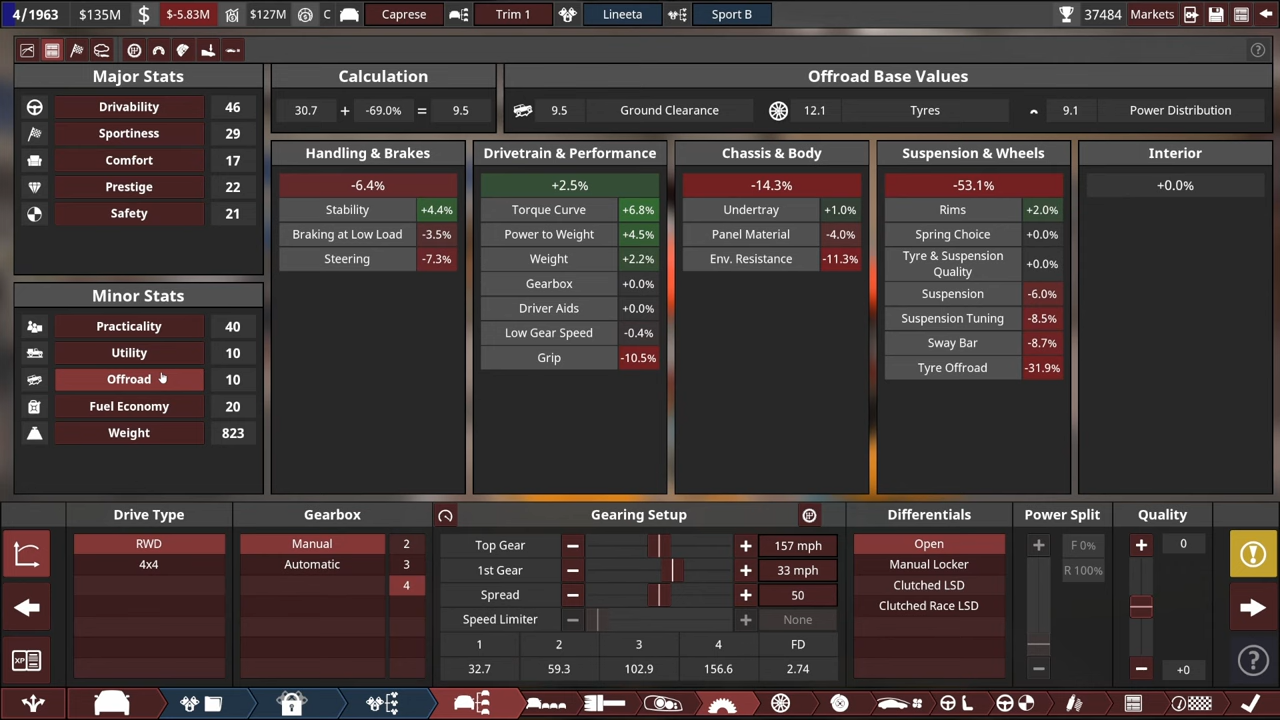 4/1963 $135M $-5.83M $127M C Caprese Trim 1 Lineeta Sport B 37484 Markets
Major Stats
Drivability 46
Sportiness 29
Comfort 17
Prestige 22
Safety 21
Minor Stats
Practicality 40
Utility 10
Offroad 10
Fuel Economy 20
Weight 823
Calculation
30.7 + -69.0% = 9.5
Offroad Base Values
9.5 Ground Clearance 12.1 Tyres 9.1 Power Distribution
Handling & Brakes
-6.4%
Stability +4.4%
Braking at Low Load -3.5%
Steering -7.3%
Drivetrain & Performance
+2.5%
Torque Curve +6.8%
Power to Weight +4.5%
Weight +2.2%
Gearbox +0.0%
Driver Aids +0.0%
Low Gear Speed -0.4%
Grip -10.5%
Chassis & Body
-14.3%
Undertray +1.0%
Panel Material -4.0%
Env. Resistance -11.3%
Suspension & Wheels
-53.1%
Rims +2.0%
Spring Choice +0.0%
Tyre & Suspension
Quality +0.0%
Suspension -6.0%
Suspension Tuning -8.5%
Sway Bar -8.7%
Tyre Offroad -31.9%
Interior
+0.0%
Drive Type
RWD
4x4
Gearbox
Manual 2
Automatic 3
4
Gearing Setup
Top Gear − + 157 mph
1st Gear − + 33 mph
Spread − + 50
Speed Limiter − + None
1 2 3 4 FD
32.7 59.3 102.9 156.6 2.74
Differentials
Open
Manual Locker
Clutched LSD
Clutched Race LSD
Power Split
+ F 0%
R 100%
−
Quality
+ 0
− +0
XP